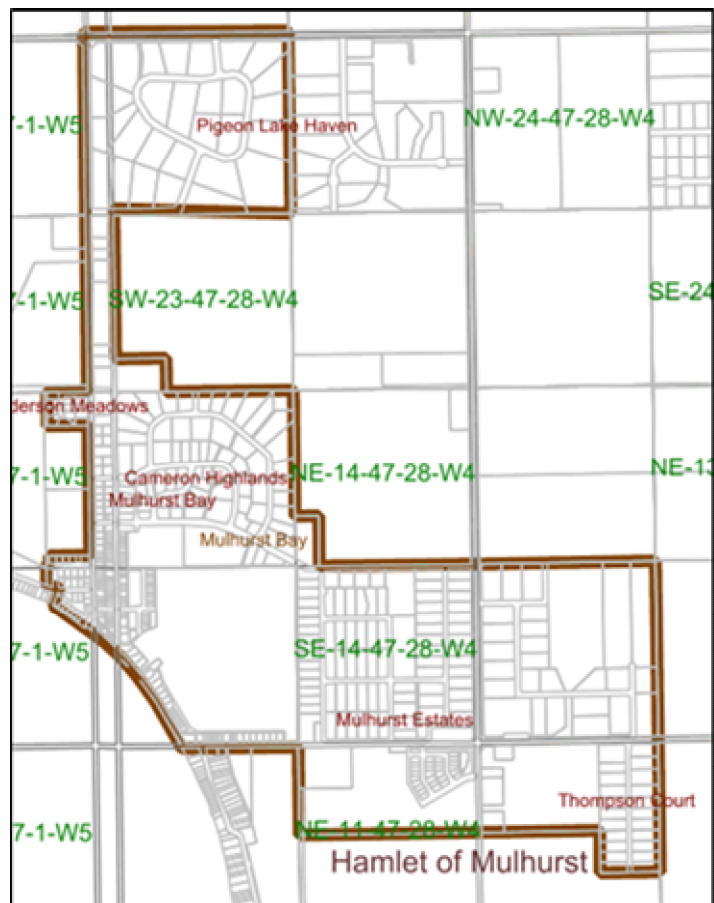 Pigeon Lake Haven
NW-24-47-28-W4
7-1-W5
SW-23-47-28-W4
SE-24
7-1-W5
derson Meadows
Cameron Highlands
NE-14-47-28-W4
NE-13
7-1-W5
Mulhurst Bay
Mulhurst Bay
SE-14-47-28-W4
7-1-W5
Mulhurst Estates
Thompson Court
7-1-W5
NE-11-47-28-W4
Hamlet of Mulhurst